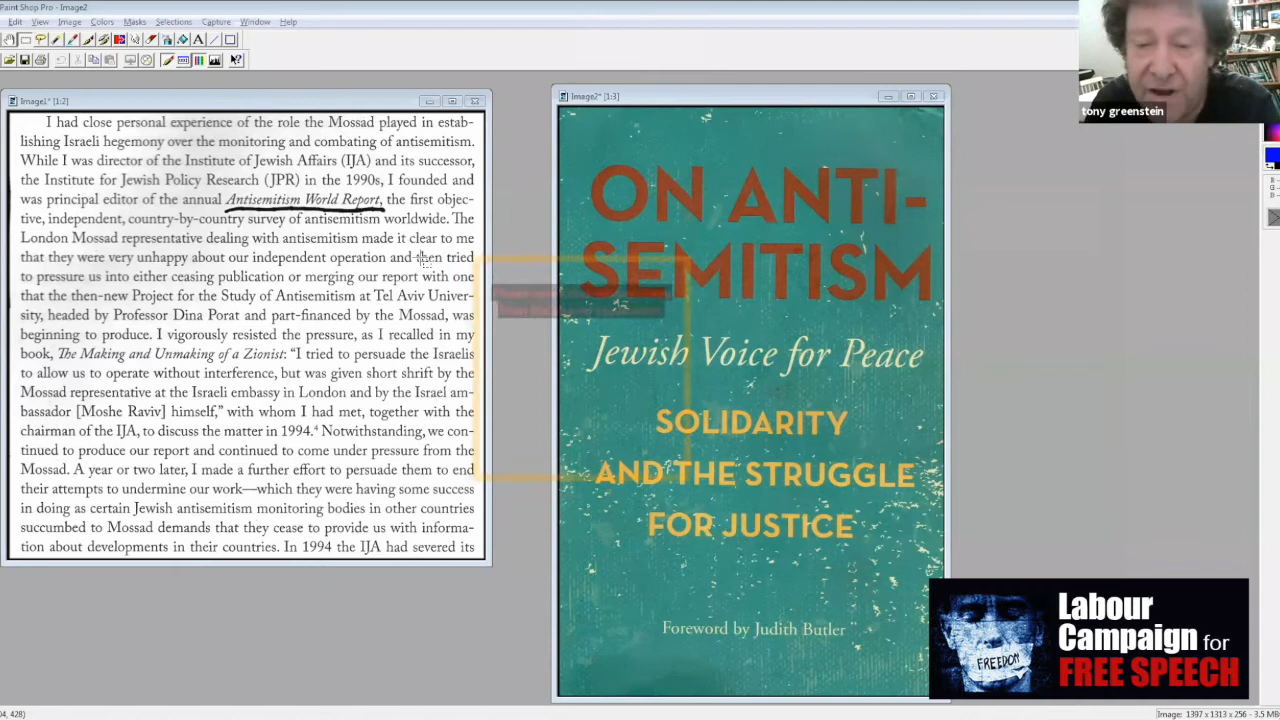 Paint Shop Pro - Image2
Edit View Image Colors Masks Selections Capture Window Help
tony greenstein
Image1* [1:2]
I had close personal experience of the role the Mossad played in estab-
lishing Israeli hegemony over the monitoring and combating of antisemitism.
While I was director of the Institute of Jewish Affairs (IJA) and its successor,
the Institute for Jewish Policy Research (JPR) in the 1990s, I founded and
was principal editor of the annual Antisemitism World Report, the first objec-
tive, independent, country-by-country survey of antisemitism worldwide. The
London Mossad representative dealing with antisemitism made it clear to me
that they were very unhappy about our independent operation and then tried
to pressure us into either ceasing publication or merging our report with one
that the then-new Project for the Study of Antisemitism at Tel Aviv Univer-
sity, headed by Professor Dina Porat and part-financed by the Mossad, was
beginning to produce. I vigorously resisted the pressure, as I recalled in my
book, The Making and Unmaking of a Zionist: “I tried to persuade the Israelis
to allow us to operate without interference, but was given short shrift by the
Mossad representative at the Israeli embassy in London and by the Israel am-
bassador [Moshe Raviv] himself,” with whom I had met, together with the
chairman of the IJA, to discuss the matter in 1994.⁴ Notwithstanding, we con-
tinued to produce our report and continued to come under pressure from the
Mossad. A year or two later, I made a further effort to persuade them to end
their attempts to undermine our work—which they were having some success
in doing as certain Jewish antisemitism monitoring bodies in other countries
succumbed to Mossad demands that they cease to provide us with informa-
tion about developments in their countries. In 1994 the IJA had severed its
Image2* [1:3]
ON ANTI-
SEMITISM
Jewish Voice for Peace
SOLIDARITY
AND THE STRUGGLE
FOR JUSTICE
Foreword by Judith Butler
FREEDOM
Labour
Campaign for
FREE SPEECH
04, 428)
Image: 1397 x 1313 x 256 - 3.5 MB